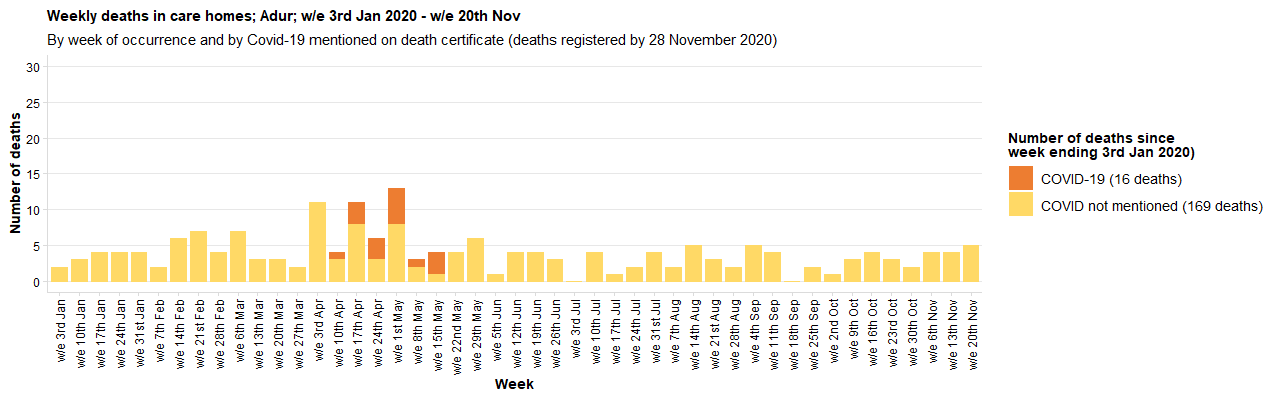 Weekly deaths in care homes; Adur; w/e 3rd Jan 2020 - w/e 20th Nov
By week of occurrence and by Covid-19 mentioned on death certificate (deaths registered by 28 November 2020)
30
25
20
15
10
5
0
Number of deaths
w/e 3rd Jan
w/e 10th Jan
w/e 17th Jan
w/e 24th Jan
w/e 31st Jan
w/e 7th Feb
w/e 14th Feb
w/e 21st Feb
w/e 28th Feb
w/e 6th Mar
w/e 13th Mar
w/e 20th Mar
w/e 27th Mar
w/e 3rd Apr
w/e 10th Apr
w/e 17th Apr
w/e 24th Apr
w/e 1st May
w/e 8th May
w/e 15th May
w/e 22nd May
w/e 29th May
w/e 5th Jun
w/e 12th Jun
w/e 19th Jun
w/e 26th Jun
w/e 3rd Jul
w/e 10th Jul
w/e 17th Jul
w/e 24th Jul
w/e 31st Jul
w/e 7th Aug
w/e 14th Aug
w/e 21st Aug
w/e 28th Aug
w/e 4th Sep
w/e 11th Sep
w/e 18th Sep
w/e 25th Sep
w/e 2nd Oct
w/e 9th Oct
w/e 16th Oct
w/e 23rd Oct
w/e 30th Oct
w/e 6th Nov
w/e 13th Nov
w/e 20th Nov
Week
Number of deaths since
week ending 3rd Jan 2020)
COVID-19 (16 deaths)
COVID not mentioned (169 deaths)